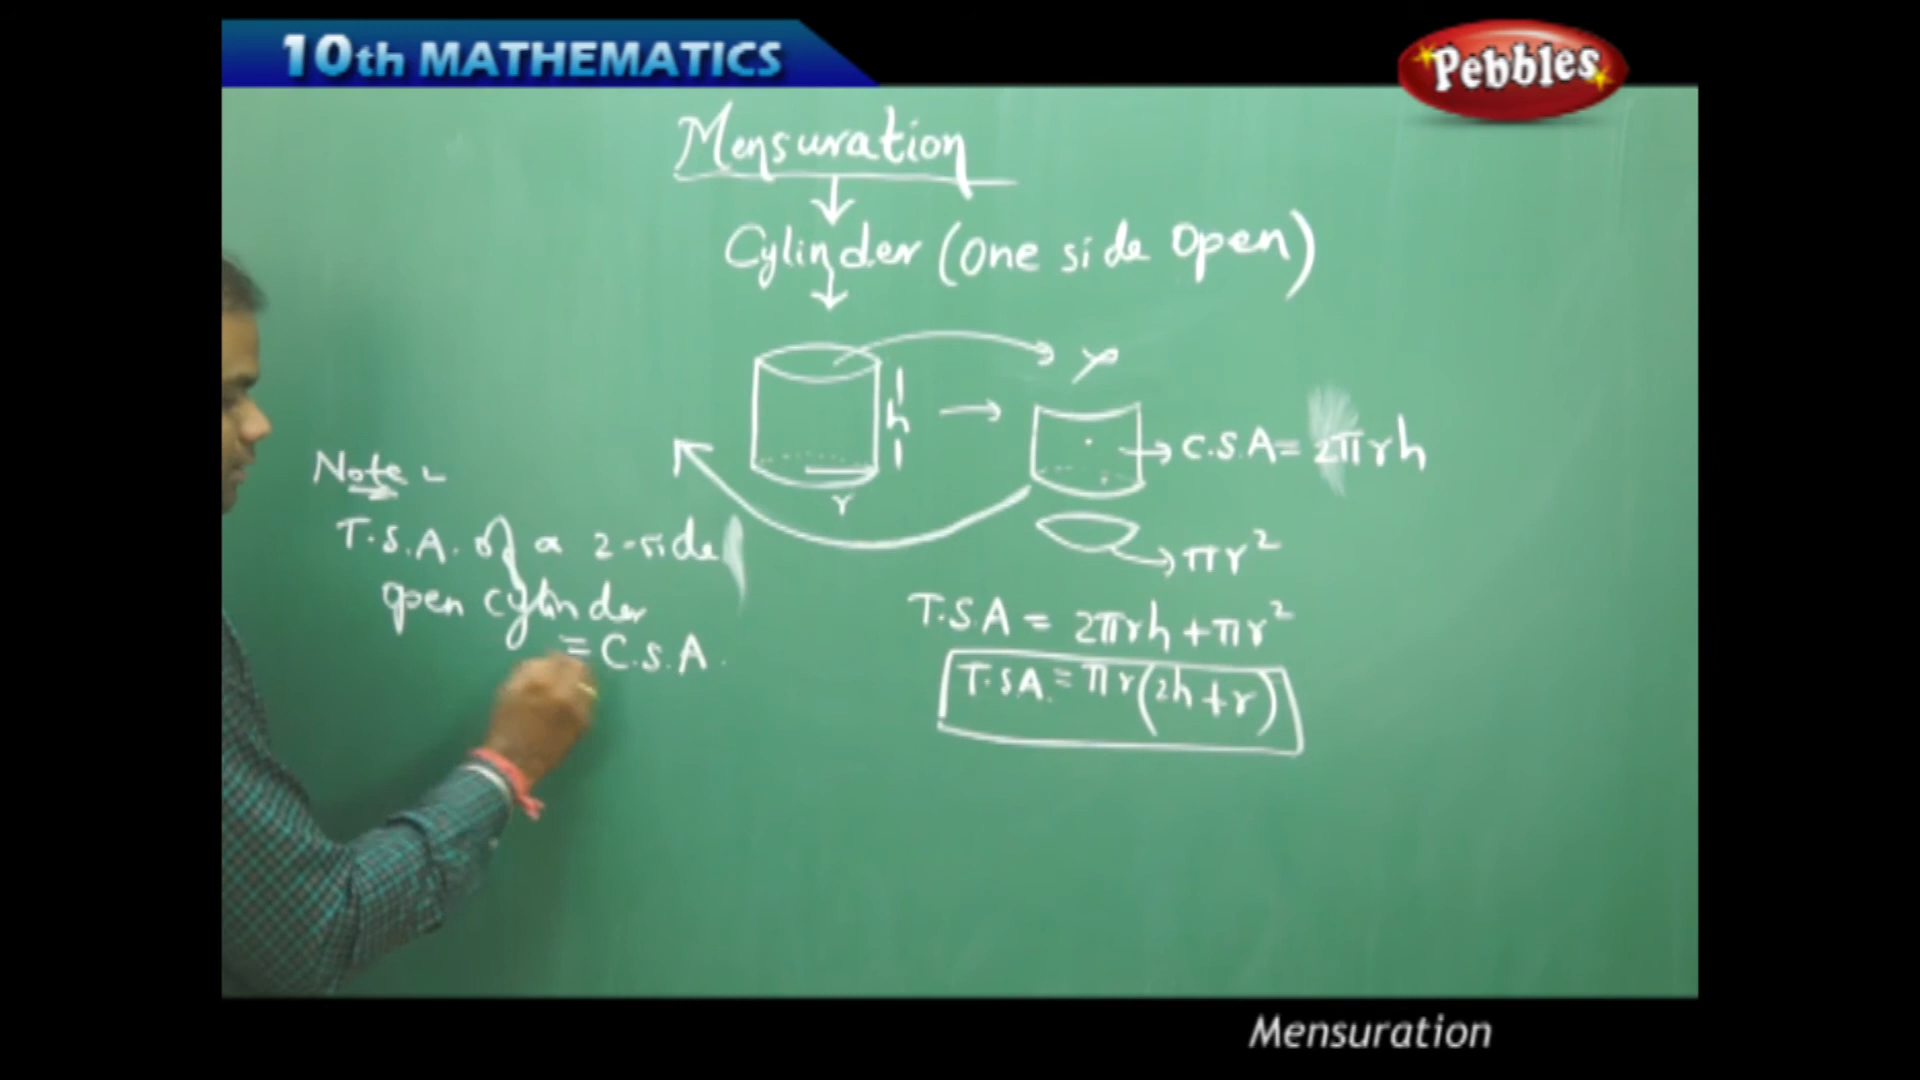 10th MATHEMATICS
Pebbles
Mensuration
Cylinder (One side Open)
h
r
C.S.A = 2πrh
πr²
Note :-
T.S.A. of a 2-side
open cylinder
= C.S.A.
T.S.A = 2πrh + πr²
T.S.A. = πr(2h+r)
Mensuration